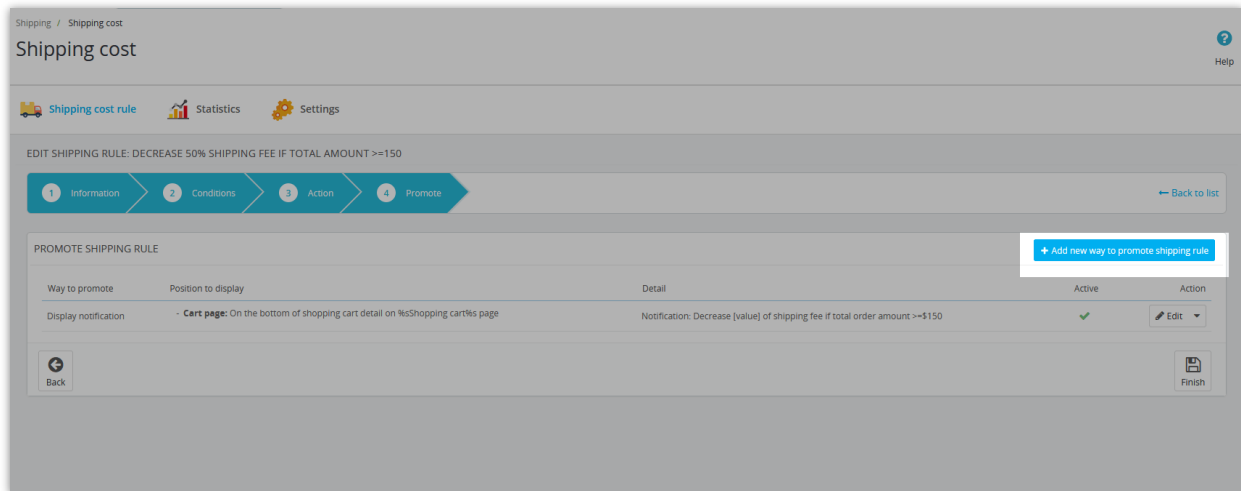 Shipping / Shipping cost
Shipping cost
Help
Shipping cost rule Statistics Settings
EDIT SHIPPING RULE: DECREASE 50% SHIPPING FEE IF TOTAL AMOUNT >=150
1 Information 2 Conditions 3 Action 4 Promote Back to list
PROMOTE SHIPPING RULE + Add new way to promote shipping rule
Way to promote Position to display Detail Active Action
Display notification - Cart page: On the bottom of shopping cart detail on %sShopping cart%s page Notification: Decrease [value] of shipping fee if total order amount >=$150 Edit
Back Finish